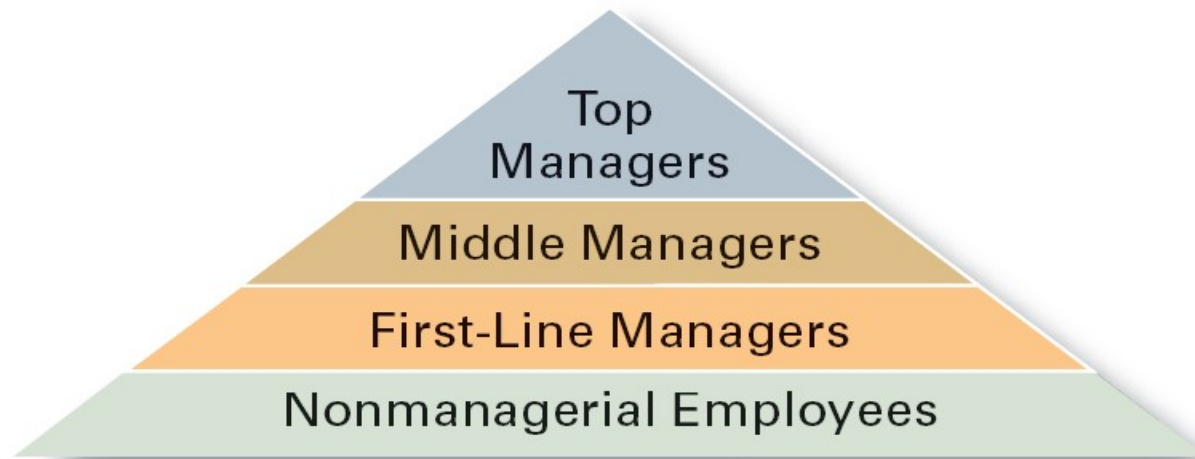 Top
Managers
Middle Managers
First-Line Managers
Nonmanagerial Employees